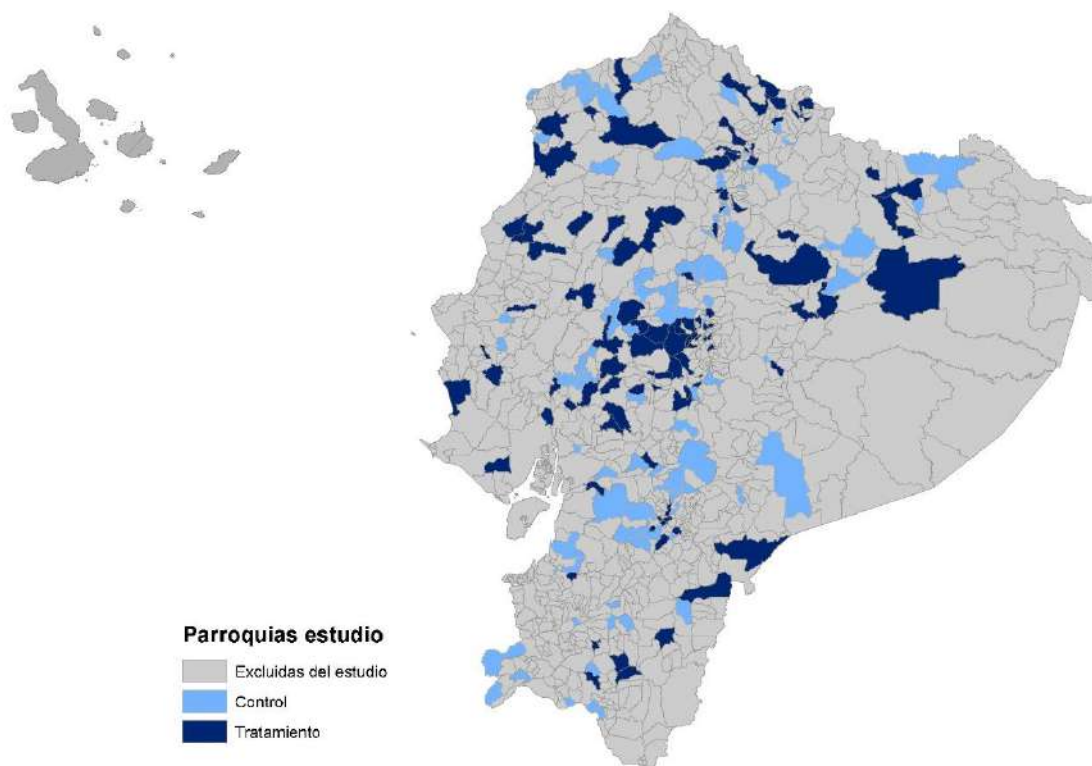 Parroquias estudio
Excluidas del estudio
Control
Tratamiento